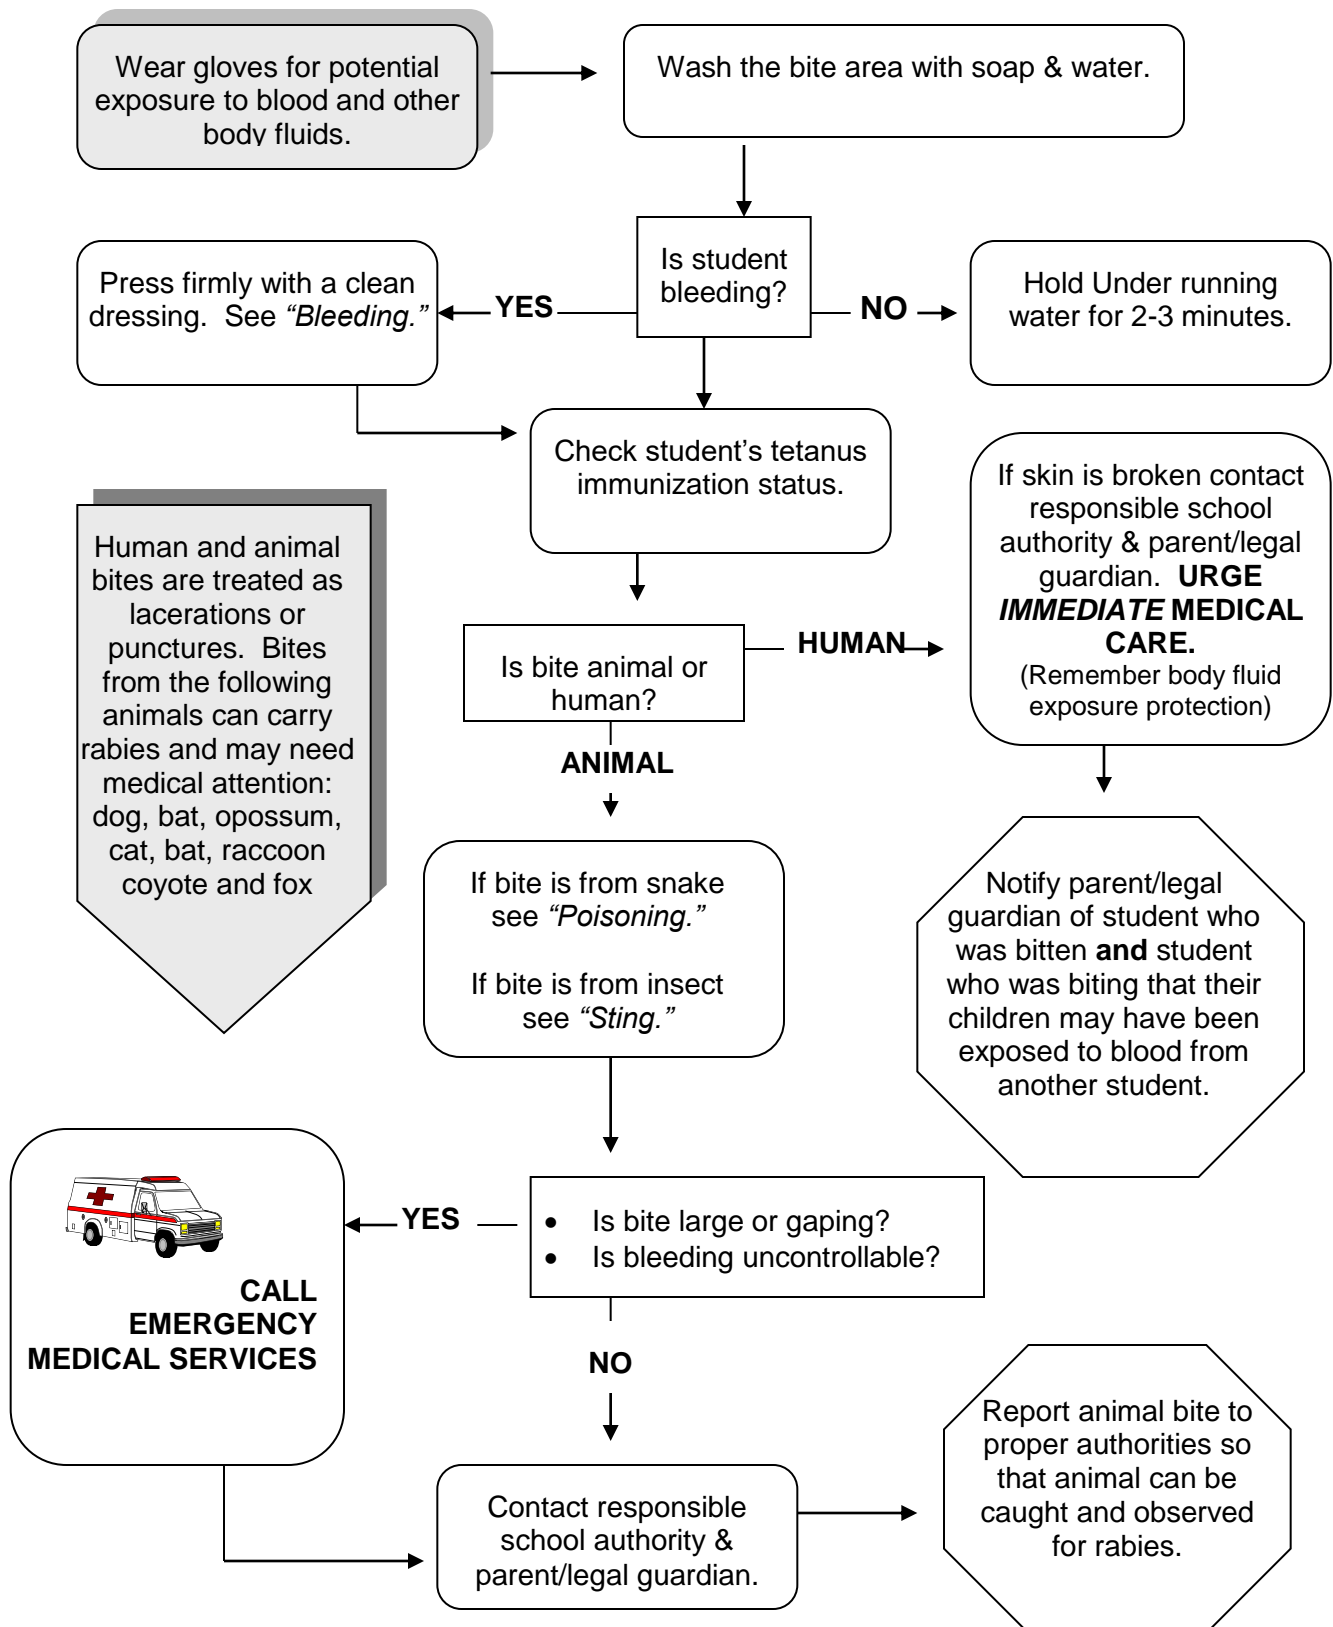 Wear gloves for potential
exposure to blood and other
body fluids.
Wash the bite area with soap & water.
Is student
bleeding?
YES
Press firmly with a clean
dressing.  See “Bleeding.”
NO
Hold Under running
water for 2-3 minutes.
Check student’s tetanus
immunization status.
Human and animal
bites are treated as
lacerations or
punctures.  Bites
from the following
animals can carry
rabies and may need
medical attention:
dog, bat, opossum,
cat, bat, raccoon
coyote and fox
Is bite animal or
human?
HUMAN
If skin is broken contact
responsible school
authority & parent/legal
guardian.  URGE
IMMEDIATE MEDICAL
CARE.
(Remember body fluid
exposure protection)
Notify parent/legal
guardian of student who
was bitten and student
who was biting that their
children may have been
exposed to blood from
another student.
ANIMAL
If bite is from snake
see “Poisoning.”
If bite is from insect
see “Sting.”
• Is bite large or gaping?
• Is bleeding uncontrollable?
YES
CALL
EMERGENCY
MEDICAL SERVICES
NO
Contact responsible
school authority &
parent/legal guardian.
Report animal bite to
proper authorities so
that animal can be
caught and observed
for rabies.